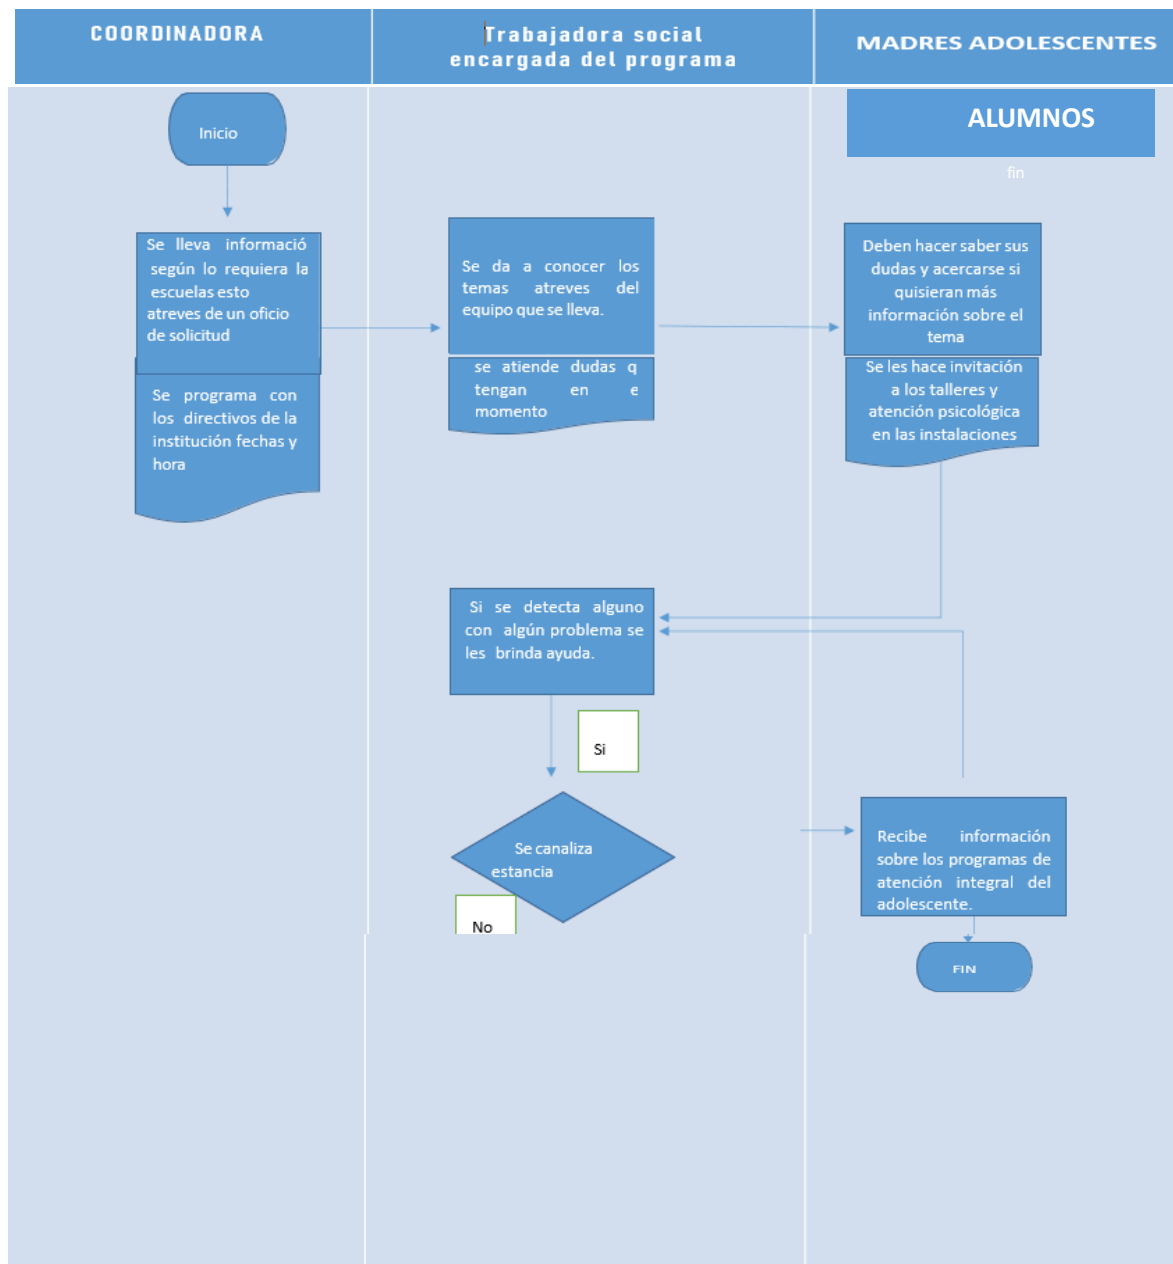 COORDINADORA
Trabajadora social
encargada del programa
MADRES ADOLESCENTES
ALUMNOS
fin
Inicio
Se lleva informació
según lo requiera la
escuelas esto
atreves de un oficio
de solicitud
Se programa con
los directivos de la
institución fechas y
hora
Se da a conocer los
temas atreves del
equipo que se lleva.
se atiende dudas q
tengan en e
momento
Deben hacer saber sus
dudas y acercarse si
quisieran más
información sobre el
tema
Se les hace invitación
a los talleres y
atención psicológica
en las instalaciones
Si se detecta alguno
con algún problema se
les brinda ayuda.
Si
Se canaliza
estancia
No
Recibe información
sobre los programas de
atención integral del
adolescente.
FIN